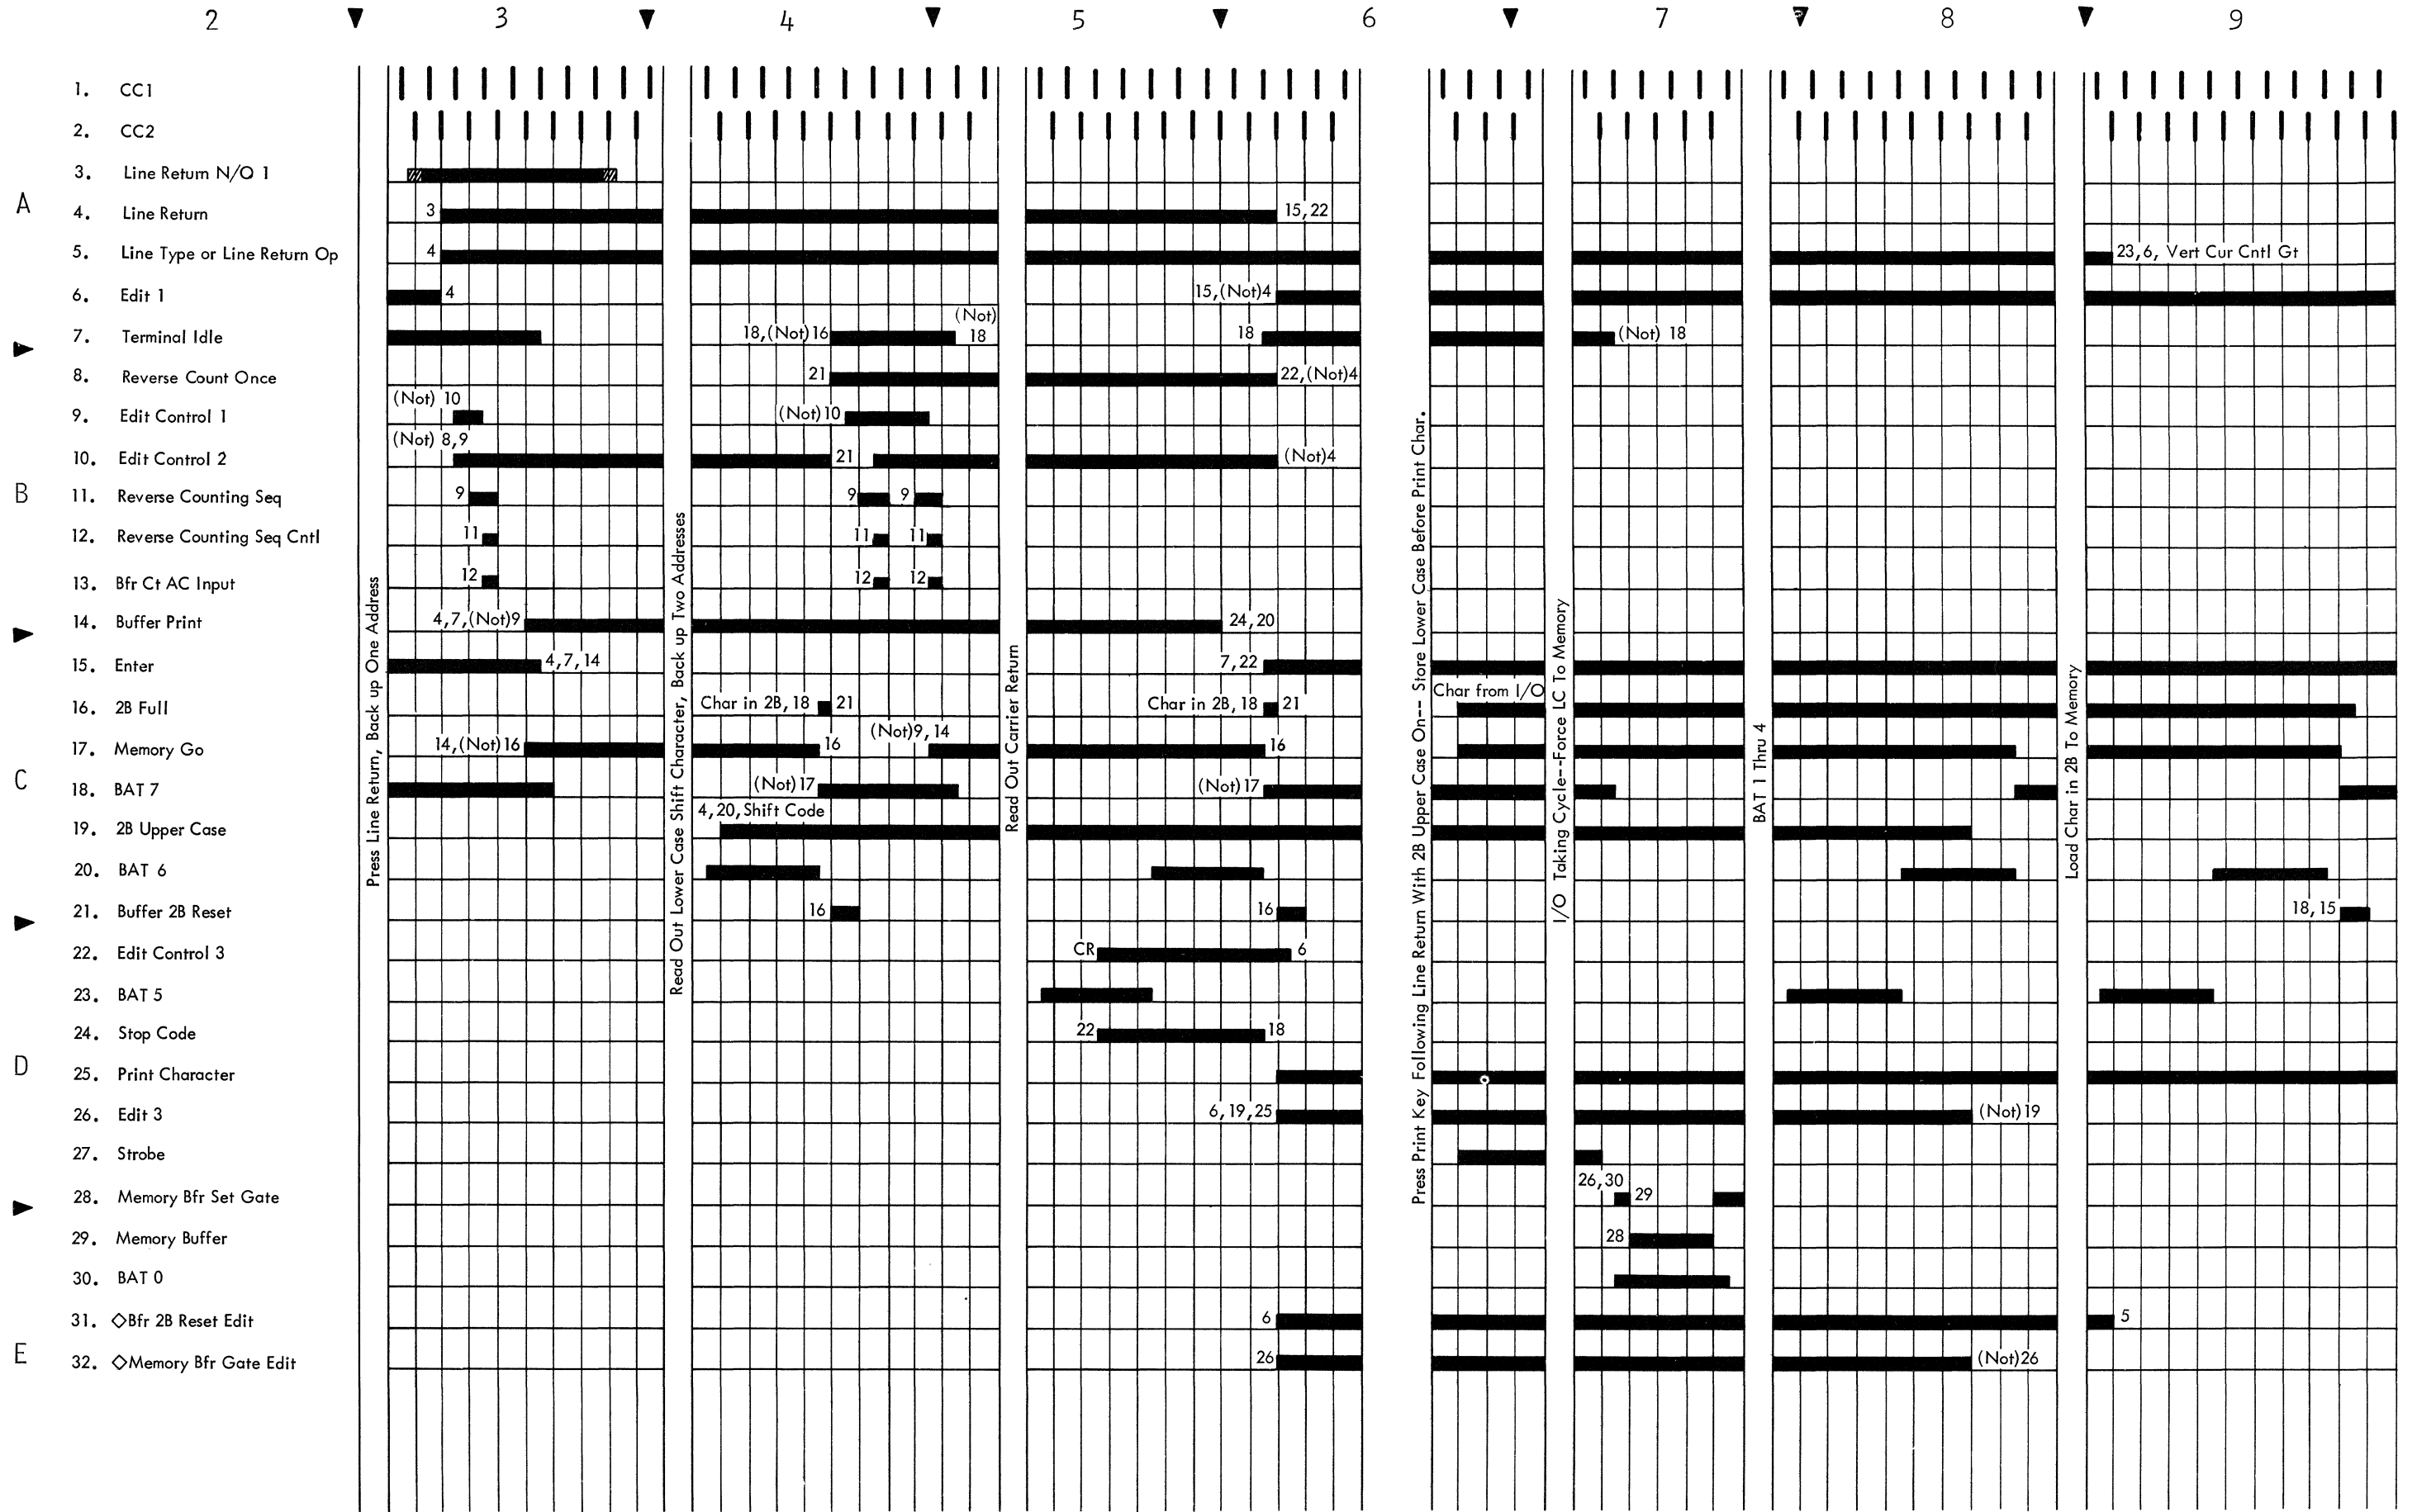 2 3 4 5 6 7 8 9
1. CC1
2. CC2
3. Line Return N/O 1
A
4. Line Return 3 15,22
5. Line Type or Line Return Op 4 23,6, Vert Cur Cntl Gt
6. Edit 1 4 15,(Not)4
7. Terminal Idle 18,(Not)16 (Not) 18 18 (Not) 18
8. Reverse Count Once 21 22,(Not)4
(Not) 10
9. Edit Control 1 (Not)10
(Not) 8,9
10. Edit Control 2 21 (Not)4
B
11. Reverse Counting Seq 9 9 9
12. Reverse Counting Seq Cntl 11 11 11
13. Bfr Ct AC Input 12 12 12
14. Buffer Print 4,7,(Not)9 24,20
15. Enter 4,7,14 7,22
Char from I/O
16. 2B Full Char in 2B,18 21 Char in 2B,18 21
17. Memory Go 14,(Not)16 16 (Not)9,14 16
C
18. BAT 7 (Not)17 (Not)17
4,20,Shift Code
19. 2B Upper Case
20. BAT 6
21. Buffer 2B Reset 16 16 18,15
22. Edit Control 3 CR 6
23. BAT 5
24. Stop Code 22 18
D
25. Print Character
26. Edit 3 6,19,25 (Not)19
27. Strobe
26,30
28. Memory Bfr Set Gate 29
29. Memory Buffer 28
30. BAT 0
31. ◇Bfr 2B Reset Edit 6 5
E
32. ◇Memory Bfr Gate Edit 26 (Not)26
Press Line Return, Back up One Address
Read Out Lower Case Shift Character, Back up Two Addresses
Read Out Carrier Return
Press Print Key Following Line Return With 2B Upper Case On-- Store Lower Case Before Print Char.
I/O Taking Cycle--Force LC To Memory
BAT 1 Thru 4
Load Char in 2B To Memory